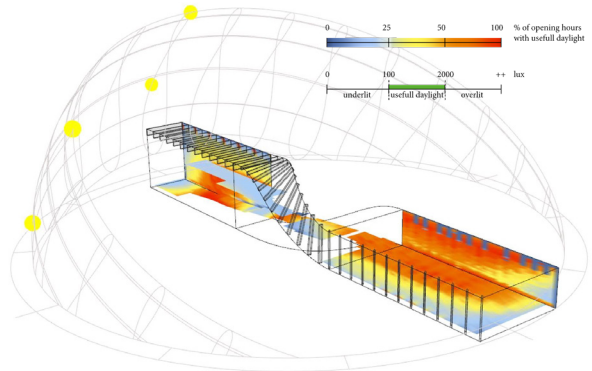 0 25 50 100 % of opening hours
with usefull daylight
0 100 2000 ++ lux
underlit usefull daylight overlit